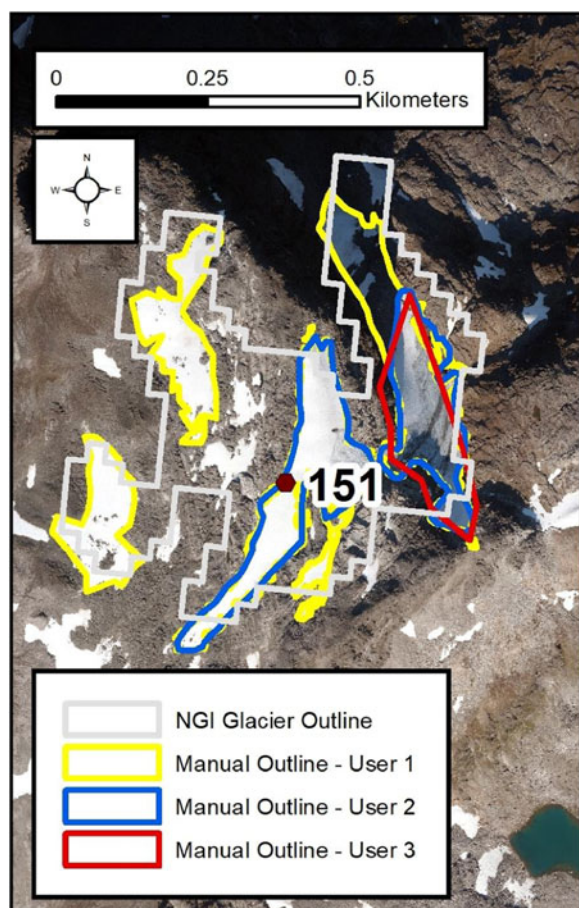 0 0.25 0.5
Kilometers
N
W E
S
151
NGI Glacier Outline
Manual Outline - User 1
Manual Outline - User 2
Manual Outline - User 3